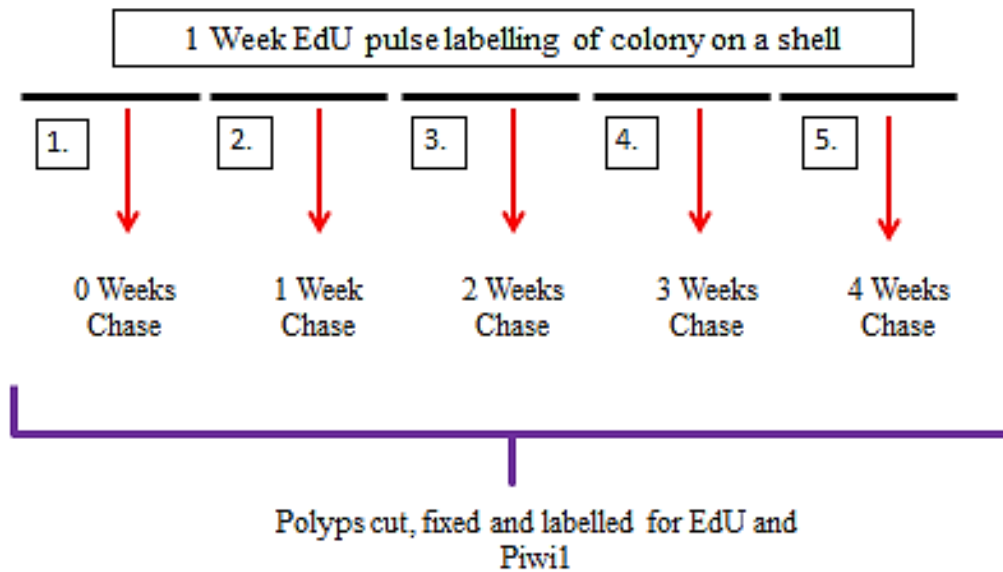 1 Week EdU pulse labelling of colony on a shell
1.
2.
3.
4.
5.
0 Weeks
Chase
1 Week
Chase
2 Weeks
Chase
3 Weeks
Chase
4 Weeks
Chase
Polyps cut, fixed and labelled for EdU and
Piwi1